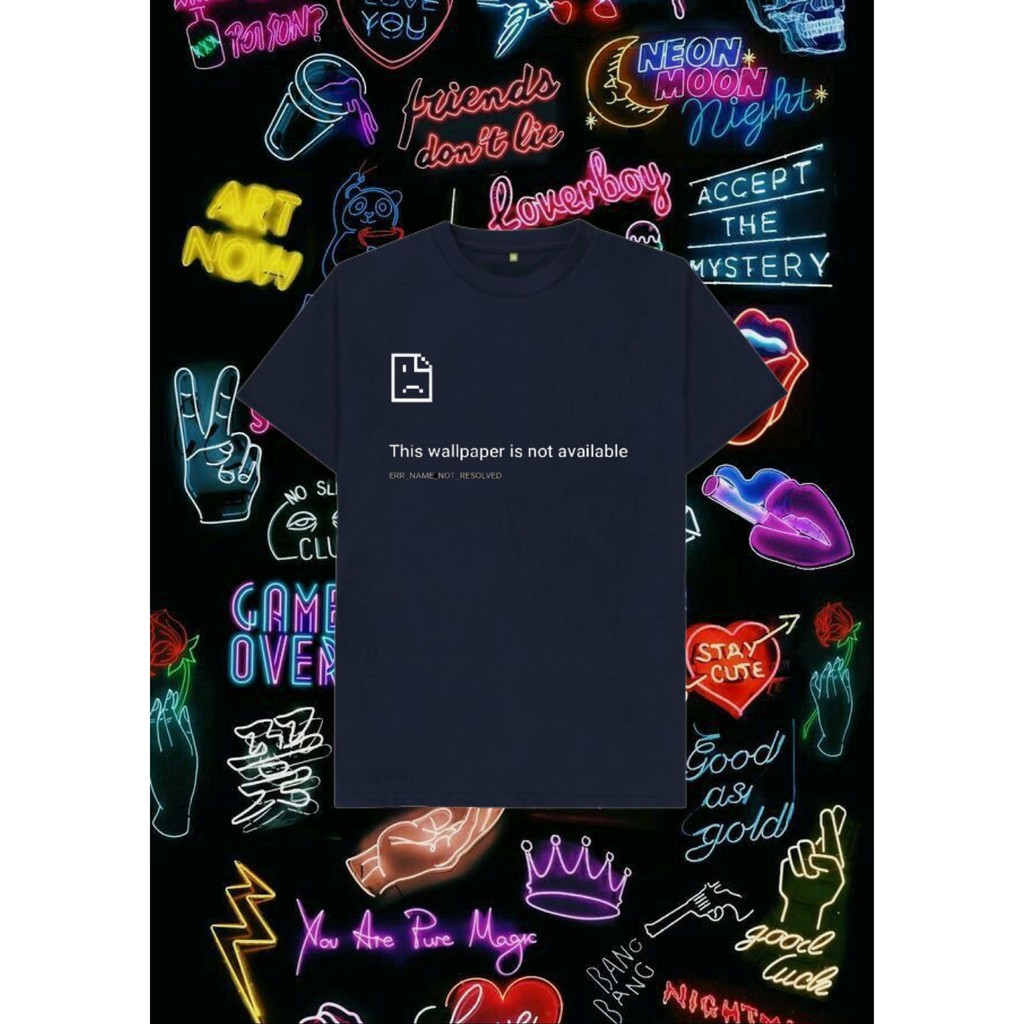 POISON?
LOVE
YOU
NEON
MOON
Night
friends
don't lie
loverboy
ACCEPT
THE
MYSTERY
ART
NOW
This wallpaper is not available
ERR_NAME_NOT_RESOLVED
NO
CLU
GAME
OVER
STAY
CUTE
Good
as
gold
You Are Pure Magic
good
luck
BANG
BANG